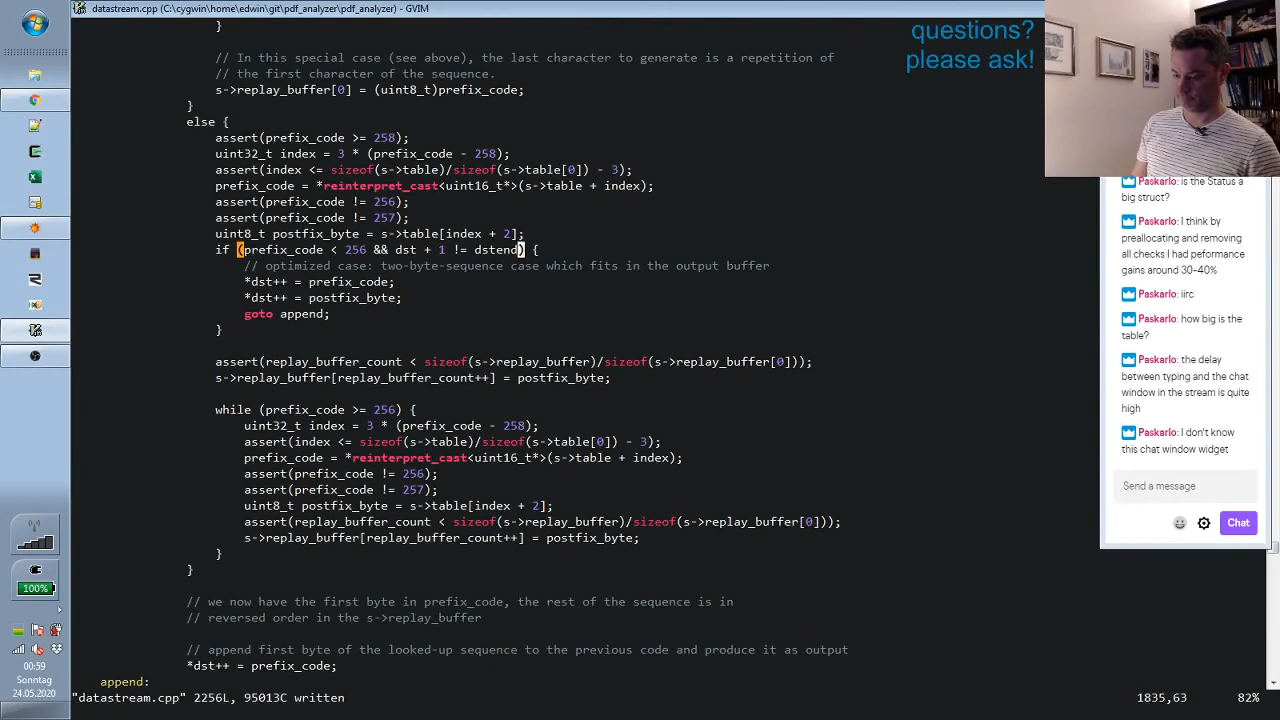 datastream.cpp (C:\cygwin\home\edwin\git\pdf_analyzer\pdf_analyzer) - GVIM
}
// In this special case (see above), the last character to generate is a repetition of
// the first character of the sequence.
s->replay_buffer[0] = (uint8_t)prefix_code;
}
else {
assert(prefix_code >= 258);
uint32_t index = 3 * (prefix_code - 258);
assert(index <= sizeof(s->table)/sizeof(s->table[0]) - 3);
prefix_code = *reinterpret_cast<uint16_t*>(s->table + index);
assert(prefix_code != 256);
assert(prefix_code != 257);
uint8_t postfix_byte = s->table[index + 2];
if (prefix_code < 256 && dst + 1 != dstend) {
// optimized case: two-byte-sequence case which fits in the output buffer
*dst++ = prefix_code;
*dst++ = postfix_byte;
goto append;
}
assert(replay_buffer_count < sizeof(s->replay_buffer)/sizeof(s->replay_buffer[0]));
s->replay_buffer[replay_buffer_count++] = postfix_byte;
while (prefix_code >= 256) {
uint32_t index = 3 * (prefix_code - 258);
assert(index <= sizeof(s->table)/sizeof(s->table[0]) - 3);
prefix_code = *reinterpret_cast<uint16_t*>(s->table + index);
assert(prefix_code != 256);
assert(prefix_code != 257);
uint8_t postfix_byte = s->table[index + 2];
assert(replay_buffer_count < sizeof(s->replay_buffer)/sizeof(s->replay_buffer[0]));
s->replay_buffer[replay_buffer_count++] = postfix_byte;
}
}
// we now have the first byte in prefix_code, the rest of the sequence is in
// reversed order in the s->replay_buffer
// append first byte of the looked-up sequence to the previous code and produce it as output
*dst++ = prefix_code;
append:
"datastream.cpp" 2256L, 95013C written
1835,63
82%
questions?
please ask!
Paskarlo: is the Status a
big struct?
Paskarlo: I think by
preallocating and removing
all checks I had peformance
gains around 30-40%
Paskarlo: iirc
Paskarlo: how big is the
table?
Paskarlo: the delay
between typing and the chat
window in the stream is quite
high
Paskarlo: I don't know
this chat window widget
Send a message
Chat
100%
00:59
Sonntag
24.05.2020